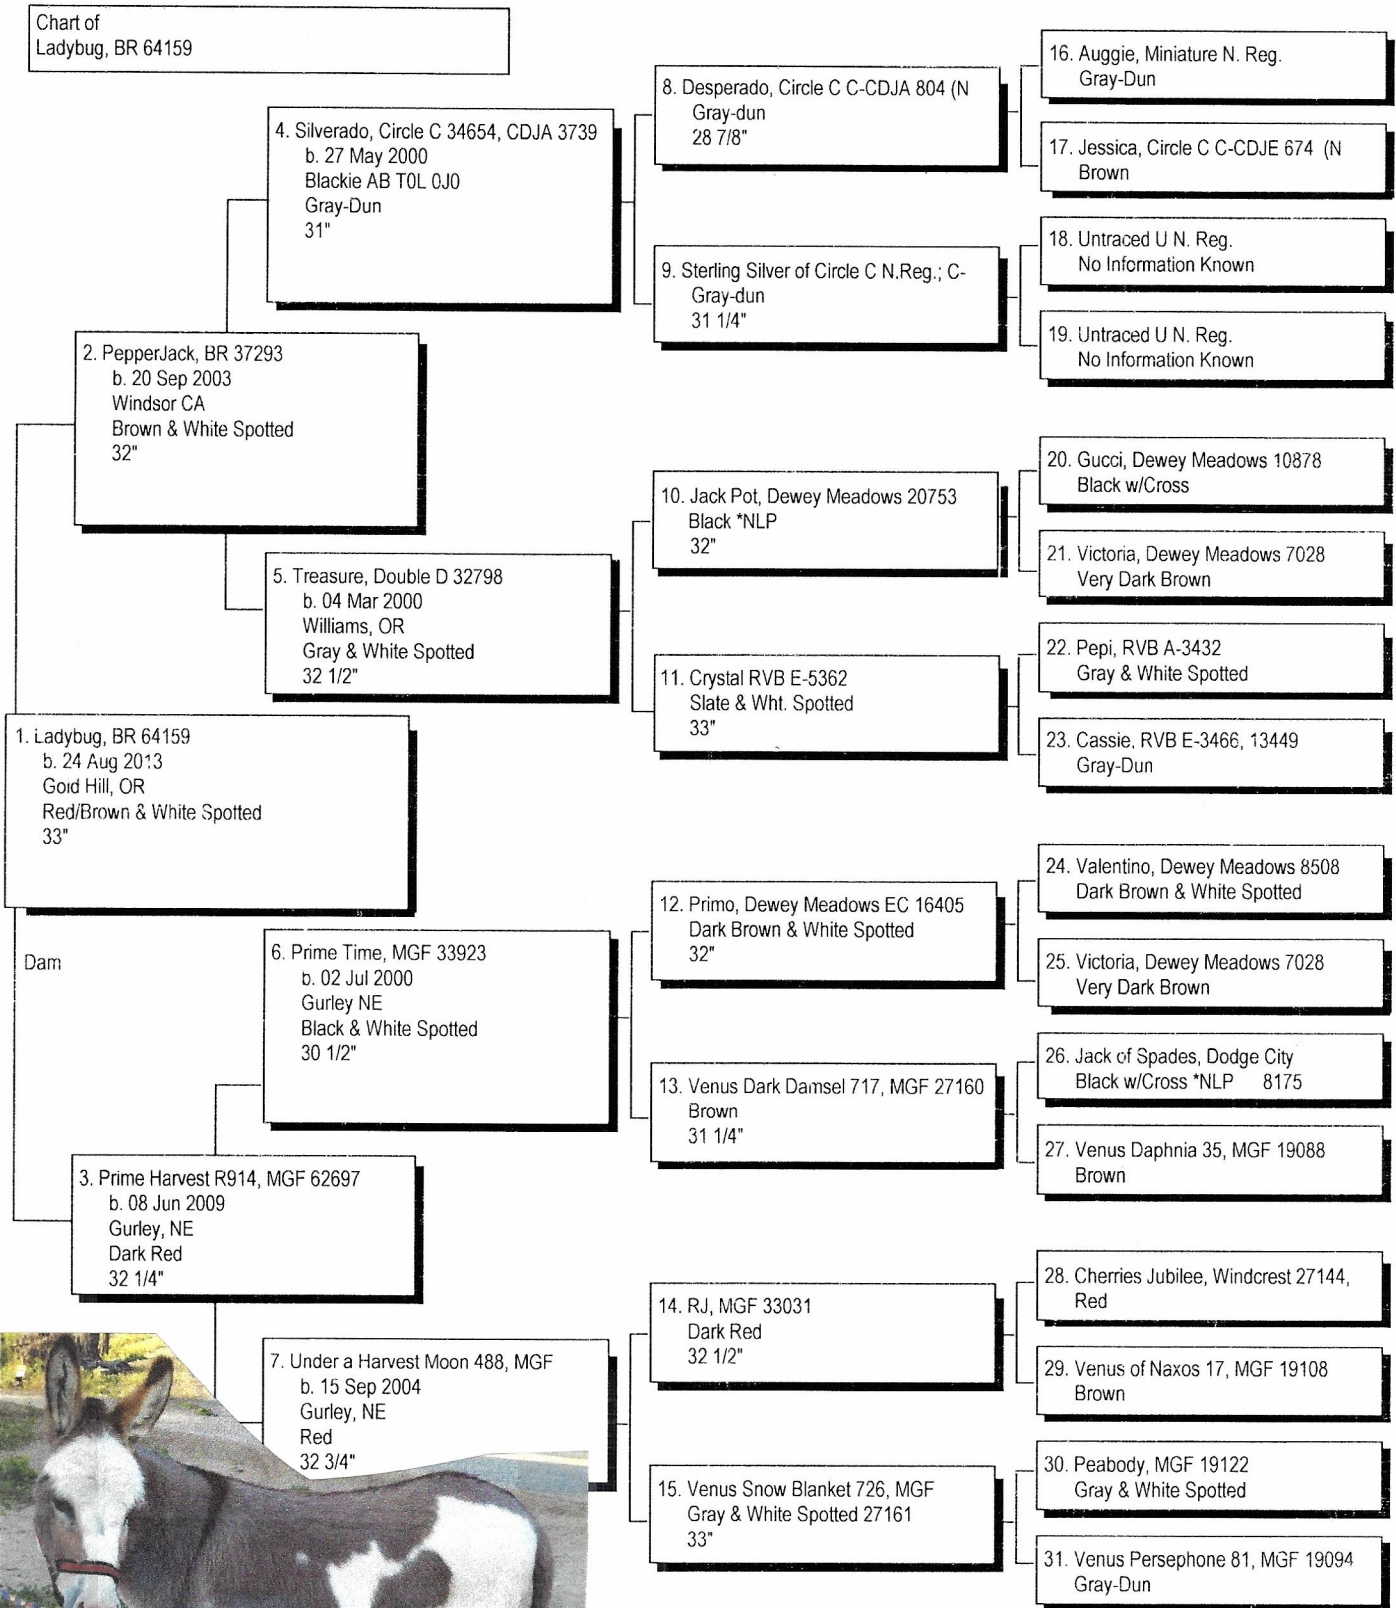 Chart of
Ladybug, BR 64159
16. Auggie, Miniature N. Reg.
Gray-Dun
8. Desperado, Circle C C-CDJA 804 (N
Gray-dun
28 7/8"
17. Jessica, Circle C C-CDJE 674 (N
Brown
4. Silverado, Circle C 34654, CDJA 3739
b. 27 May 2000
Blackie AB T0L 0J0
Gray-Dun
31"
18. Untraced U N. Reg.
No Information Known
9. Sterling Silver of Circle C N.Reg.; C-
Gray-dun
31 1/4"
19. Untraced U N. Reg.
No Information Known
2. PepperJack, BR 37293
b. 20 Sep 2003
Windsor CA
Brown & White Spotted
32"
20. Gucci, Dewey Meadows 10878
Black w/Cross
10. Jack Pot, Dewey Meadows 20753
Black *NLP
32"
21. Victoria, Dewey Meadows 7028
Very Dark Brown
5. Treasure, Double D 32798
b. 04 Mar 2000
Williams, OR
Gray & White Spotted
32 1/2"
22. Pepi, RVB A-3432
Gray & White Spotted
11. Crystal RVB E-5362
Slate & Wht. Spotted
33"
23. Cassie, RVB E-3466, 13449
Gray-Dun
1. Ladybug, BR 64159
b. 24 Aug 2013
Gold Hill, OR
Red/Brown & White Spotted
33"
24. Valentino, Dewey Meadows 8508
Dark Brown & White Spotted
12. Primo, Dewey Meadows EC 16405
Dark Brown & White Spotted
32"
25. Victoria, Dewey Meadows 7028
Very Dark Brown
Dam
6. Prime Time, MGF 33923
b. 02 Jul 2000
Gurley NE
Black & White Spotted
30 1/2"
26. Jack of Spades, Dodge City
Black w/Cross *NLP 8175
13. Venus Dark Damsel 717, MGF 27160
Brown
31 1/4"
27. Venus Daphnia 35, MGF 19088
Brown
3. Prime Harvest R914, MGF 62697
b. 08 Jun 2009
Gurley, NE
Dark Red
32 1/4"
28. Cherries Jubilee, Windcrest 27144,
Red
14. RJ, MGF 33031
Dark Red
32 1/2"
29. Venus of Naxos 17, MGF 19108
Brown
7. Under a Harvest Moon 488, MGF
b. 15 Sep 2004
Gurley, NE
Red
32 3/4"
30. Peabody, MGF 19122
Gray & White Spotted
15. Venus Snow Blanket 726, MGF
Gray & White Spotted 27161
33"
31. Venus Persephone 81, MGF 19094
Gray-Dun